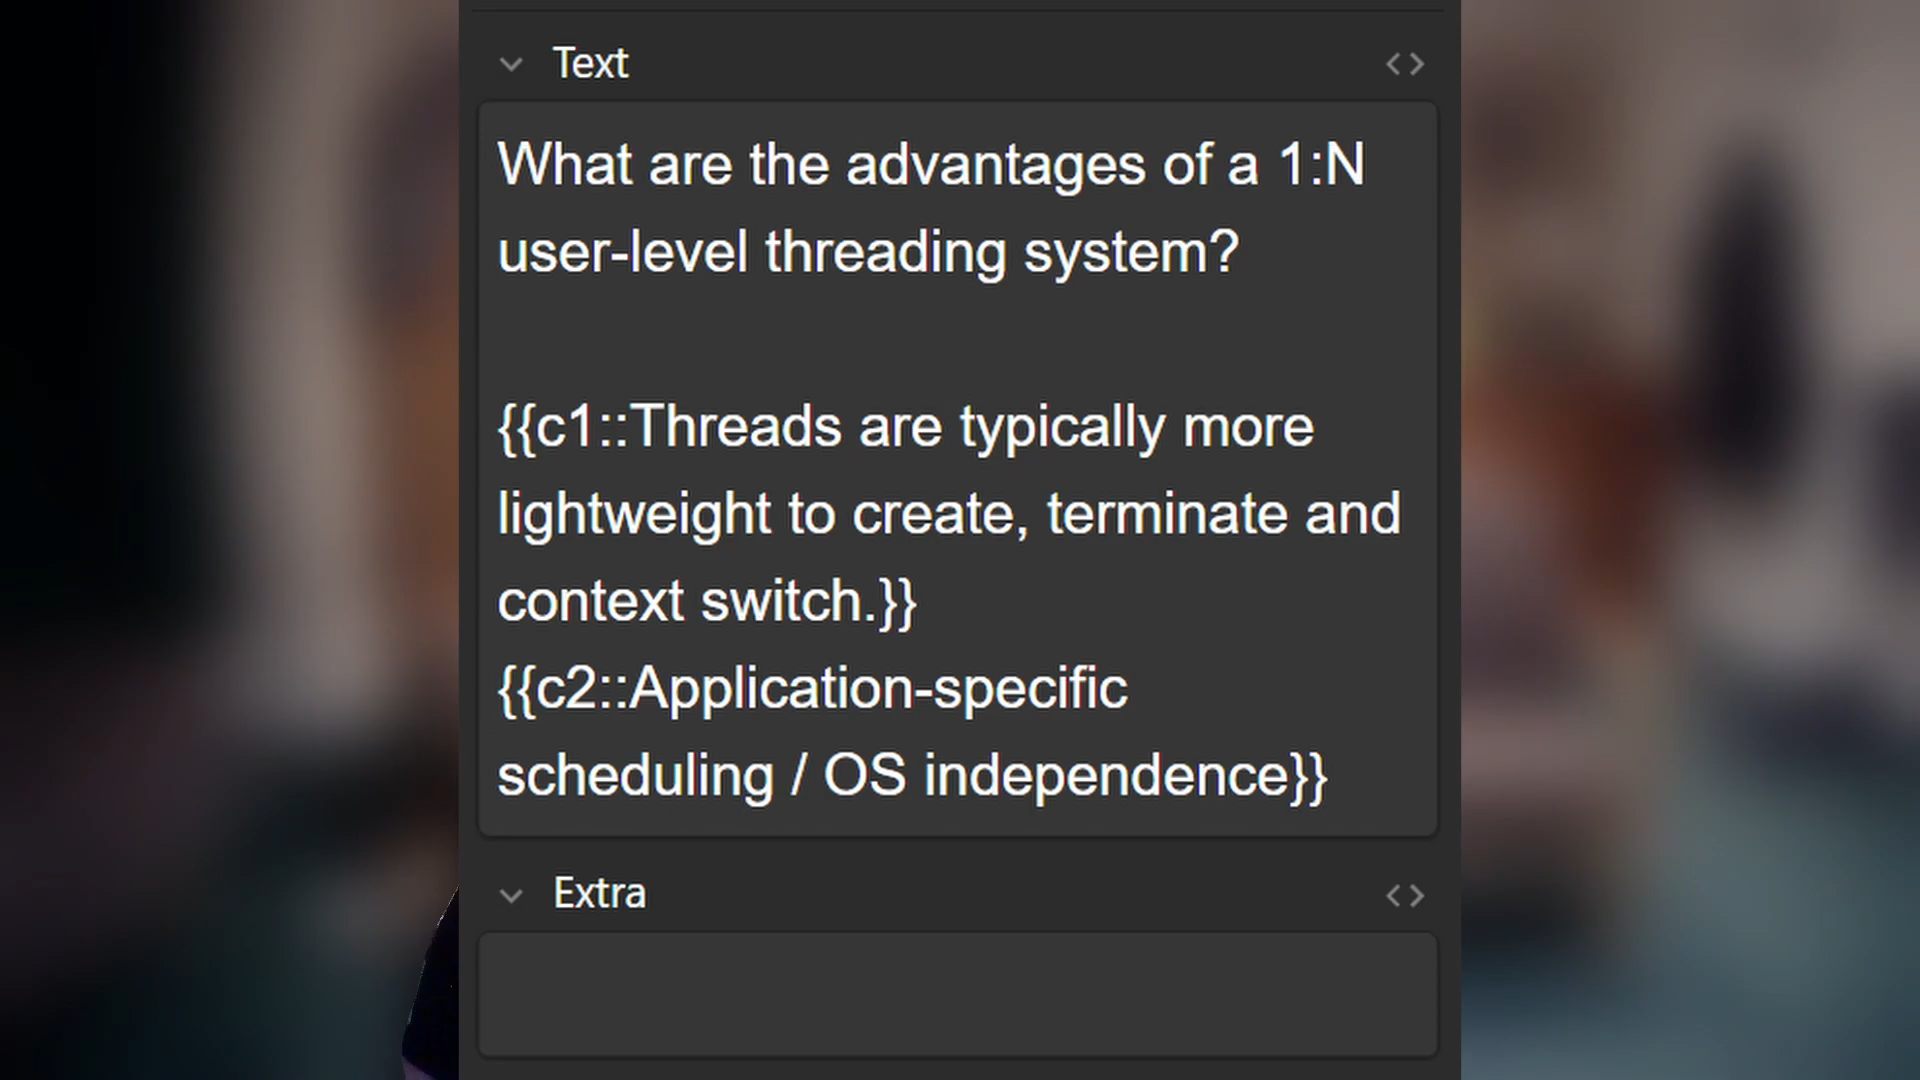 Text
What are the advantages of a 1:N
user-level threading system?
{{c1::Threads are typically more
lightweight to create, terminate and
context switch.}}
{{c2::Application-specific
scheduling / OS independence}}
Extra